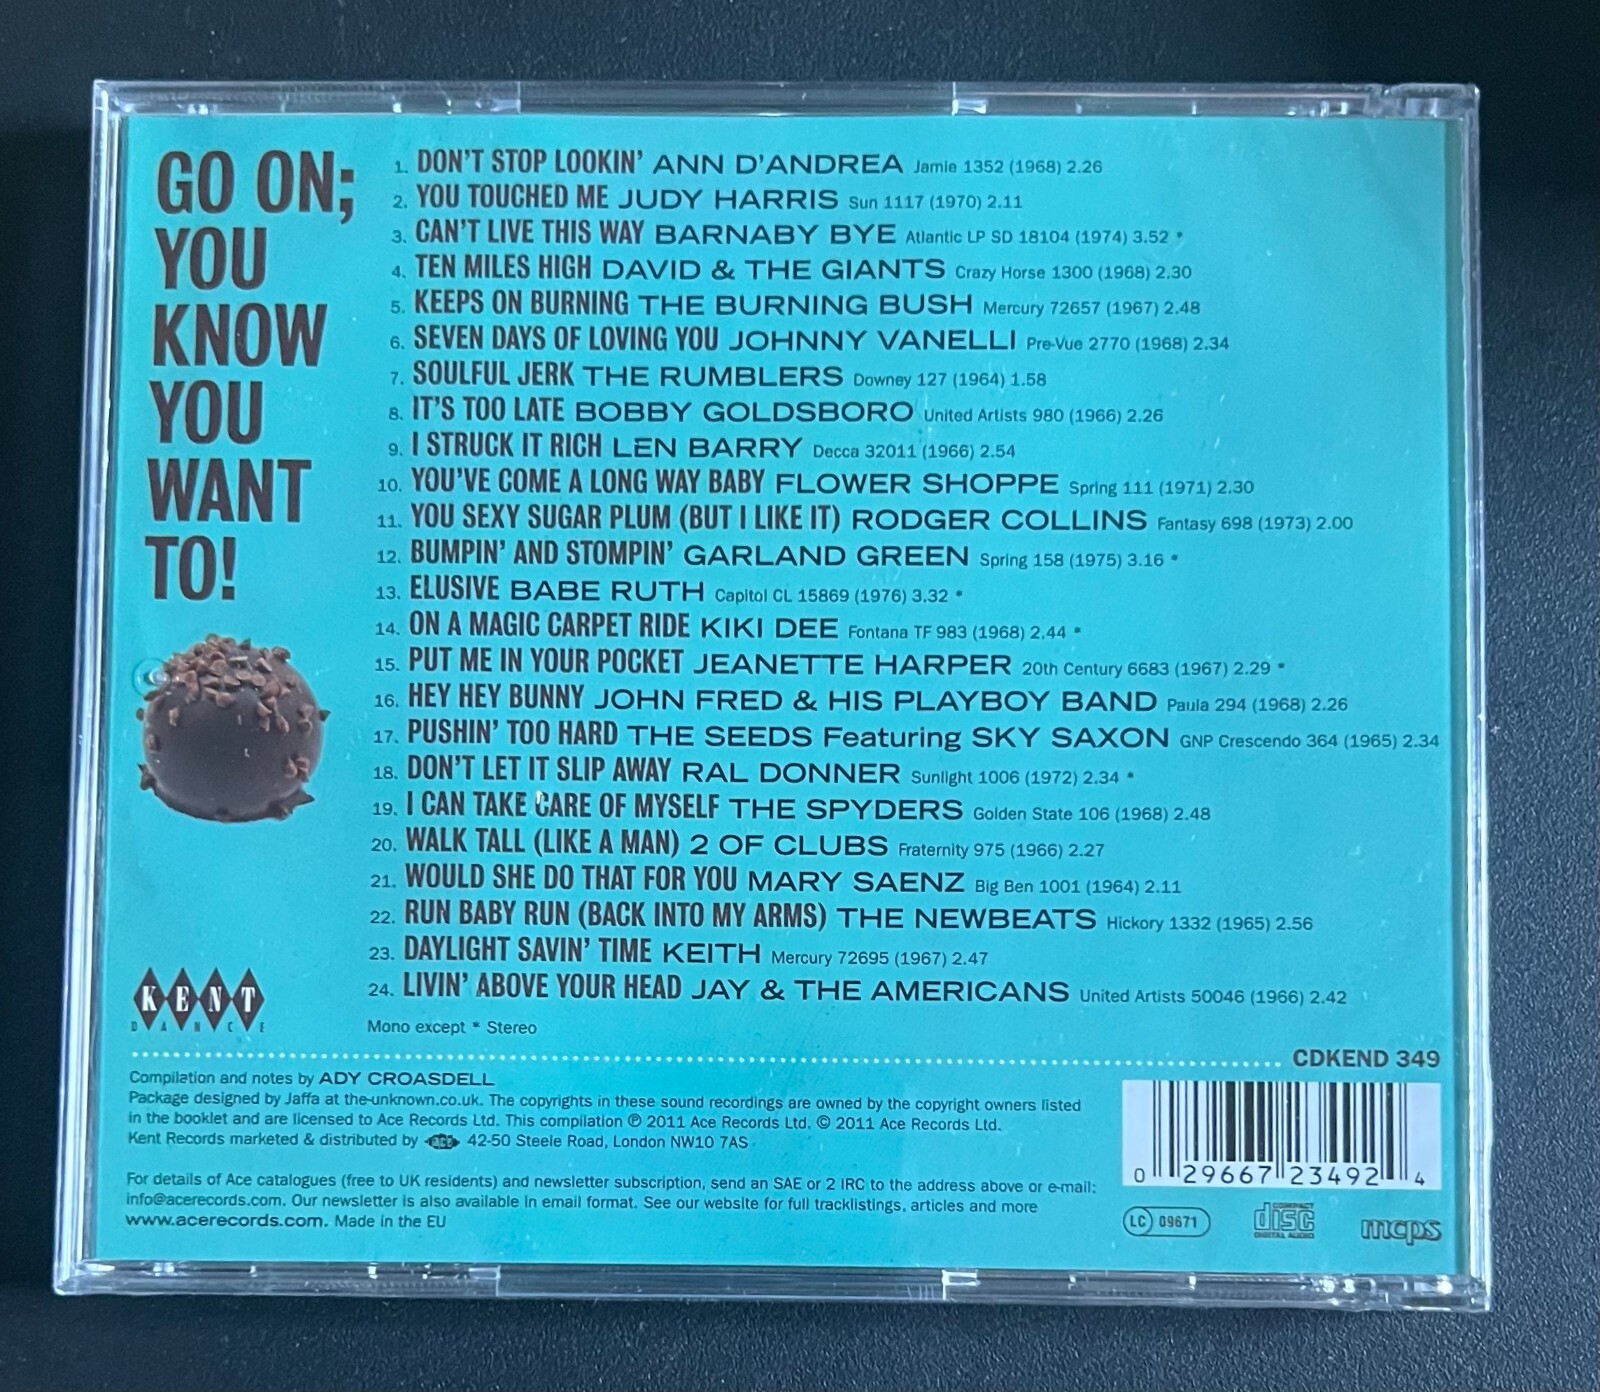 GO ON;
YOU
KNOW
YOU
WANT
TO!
1. DON'T STOP LOOKIN' ANN D'ANDREA Jamie 1352 (1968) 2.26
2. YOU TOUCHED ME JUDY HARRIS Sun 1117 (1970) 2.11
3. CAN'T LIVE THIS WAY BARNABY BYE Atlantic LP SD 18104 (1974) 3.52 *
4. TEN MILES HIGH DAVID & THE GIANTS Crazy Horse 1300 (1968) 2.30
5. KEEPS ON BURNING THE BURNING BUSH Mercury 72657 (1967) 2.48
6. SEVEN DAYS OF LOVING YOU JOHNNY VANELLI Pre-Vue 2770 (1968) 2.34
7. SOULFUL JERK THE RUMBLERS Downey 127 (1964) 1.58
8. IT'S TOO LATE BOBBY GOLDSBORO United Artists 980 (1966) 2.26
9. I STRUCK IT RICH LEN BARRY Decca 32011 (1966) 2.54
10. YOU'VE COME A LONG WAY BABY FLOWER SHOPPE Spring 111 (1971) 2.30
11. YOU SEXY SUGAR PLUM (BUT I LIKE IT) RODGER COLLINS Fantasy 698 (1973) 2.00
12. BUMPIN' AND STOMPIN' GARLAND GREEN Spring 158 (1975) 3.16 *
13. ELUSIVE BABE RUTH Capitol CL 15869 (1976) 3.32 *
14. ON A MAGIC CARPET RIDE KIKI DEE Fontana TF 983 (1968) 2.44 *
15. PUT ME IN YOUR POCKET JEANETTE HARPER 20th Century 6683 (1967) 2.29 *
16. HEY HEY BUNNY JOHN FRED & HIS PLAYBOY BAND Paula 294 (1968) 2.26
17. PUSHIN' TOO HARD THE SEEDS Featuring SKY SAXON GNP Crescendo 364 (1965) 2.34
18. DON'T LET IT SLIP AWAY RAL DONNER Sunlight 1006 (1972) 2.34 *
19. I CAN TAKE CARE OF MYSELF THE SPYDERS Golden State 106 (1968) 2.48
20. WALK TALL (LIKE A MAN) 2 OF CLUBS Fraternity 975 (1966) 2.27
21. WOULD SHE DO THAT FOR YOU MARY SAENZ Big Ben 1001 (1964) 2.11
22. RUN BABY RUN (BACK INTO MY ARMS) THE NEWBEATS Hickory 1332 (1965) 2.56
23. DAYLIGHT SAVIN' TIME KEITH Mercury 72695 (1967) 2.47
24. LIVIN' ABOVE YOUR HEAD JAY & THE AMERICANS United Artists 50046 (1966) 2.42
Mono except * Stereo
KENT
DANCE
CDKEND 349
Compilation and notes by ADY CROASDELL
Package designed by Jaffa at the-unknown.co.uk. The copyrights in these sound recordings are owned by the copyright owners listed
in the booklet and are licensed to Ace Records Ltd. This compilation ℗ 2011 Ace Records Ltd. © 2011 Ace Records Ltd.
Kent Records marketed & distributed by ACE 42-50 Steele Road, London NW10 7AS
For details of Ace catalogues (free to UK residents) and newsletter subscription, send an SAE or 2 IRC to the address above or e-mail:
info@acerecords.com. Our newsletter is also available in email format. See our website for full tracklistings, articles and more
www.acerecords.com. Made in the EU
0 29667 23492 4
LC 09671
COMPACT disc DIGITAL AUDIO
mcps